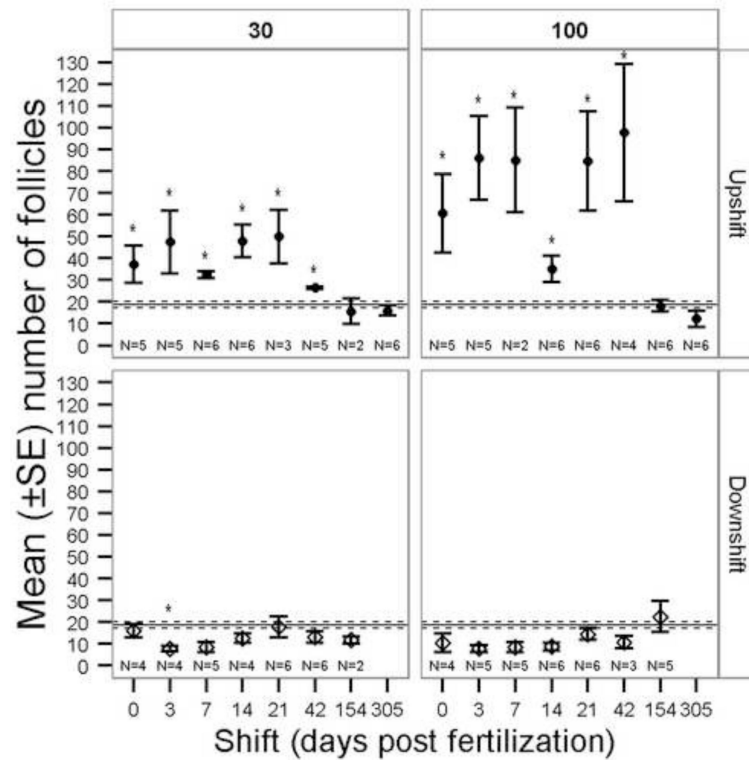 30 100
Mean (±SE) number of follicles
130
120
110
100
90
80
70
60
50
40
30
20
10
0
* * * * * *
* * * * * *
N=5 N=5 N=6 N=6 N=3 N=5 N=2 N=6
N=5 N=5 N=2 N=6 N=6 N=4 N=6 N=6
Upshift
130
120
110
100
90
80
70
60
50
40
30
20
10
0
*
N=4 N=4 N=5 N=6 N=6 N=6 N=2
N=4 N=5 N=5 N=6 N=6 N=3 N=5
Downshift
0 3 7 14 21 42 154 305 0 3 7 14 21 42 154 305
Shift (days post fertilization)